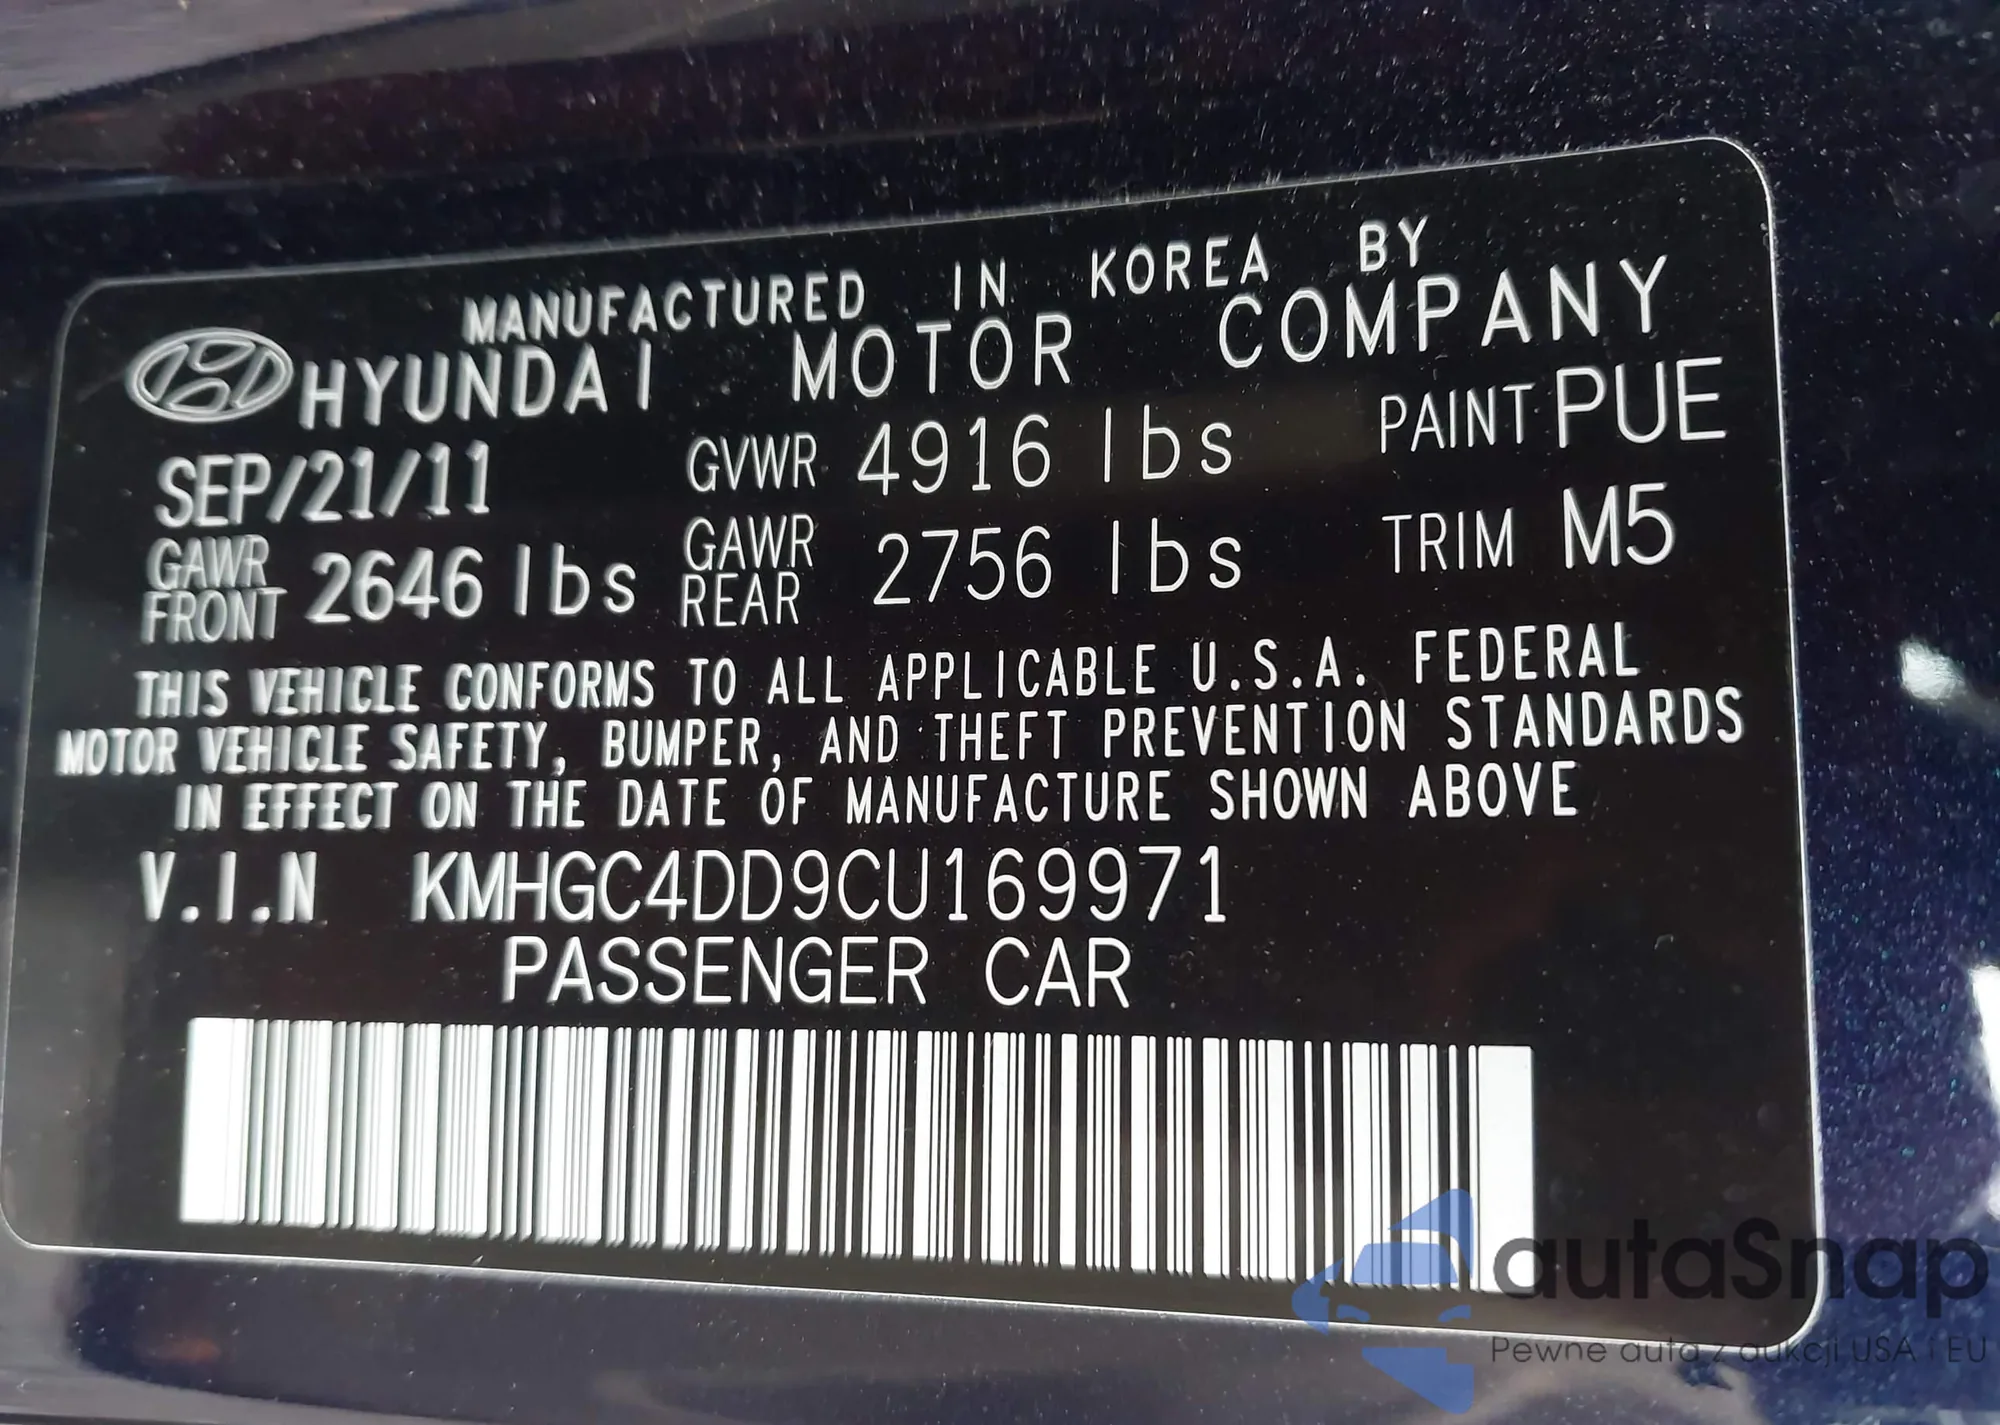 MANUFACTURED IN KOREA BY
HYUNDAI MOTOR COMPANY
SEP/21/11 GVWR 4916 lbs PAINT PUE
GAWR FRONT 2646 lbs GAWR REAR 2756 lbs TRIM M5
THIS VEHICLE CONFORMS TO ALL APPLICABLE U.S.A. FEDERAL
MOTOR VEHICLE SAFETY, BUMPER, AND THEFT PREVENTION STANDARDS
IN EFFECT ON THE DATE OF MANUFACTURE SHOWN ABOVE
V.I.N KMHGC4DD9CU169971
PASSENGER CAR
autaSnap
Pewne auta z aukcji USA i EU